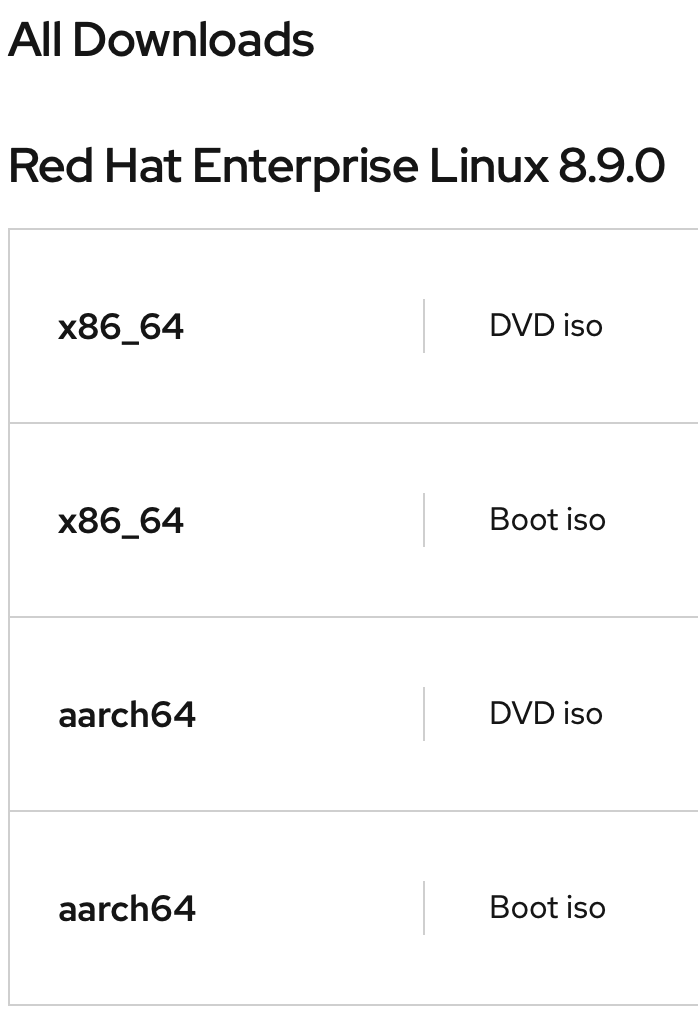 All Downloads
Red Hat Enterprise Linux 8.9.0
x86_64 DVD iso
x86_64 Boot iso
aarch64 DVD iso
aarch64 Boot iso